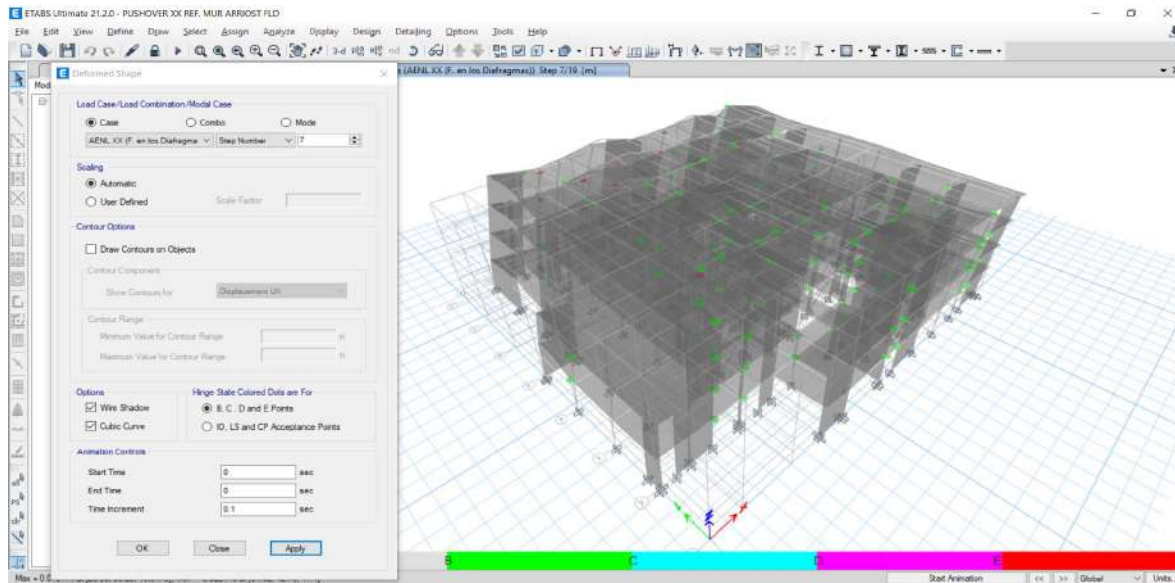 ETABS Ultimate 21.2.0 - PUSHOVER XX REF. MUR ARRIOST FLD
File Edit View Define Draw Select Assign Analyze Display Design Detailing Options Tools Help
3-d
(AENL XX (F. en los Diafragmas)) Step 7/19 [m]
Deformed Shape
Load Case/Load Combination/Modal Case
Case Combo Mode
AENL XX (F. en los Diafragma Step Number 7
Scaling
Automatic
User Defined Scale Factor
Contour Options
Draw Contours on Objects
Contour Component
Show Contours for Displacement UX
Contour Range
Minimum Value for Contour Range m
Maximum Value for Contour Range m
Options
Wire Shadow
Cubic Curve
Hinge State Colored Dots are For
B, C, D and E Points
IO, LS and CP Acceptance Points
Animation Controls
Start Time 0 sec
End Time 0 sec
Time Increment 0.1 sec
OK Close Apply
B C D E
Start Animation << >> Global Units